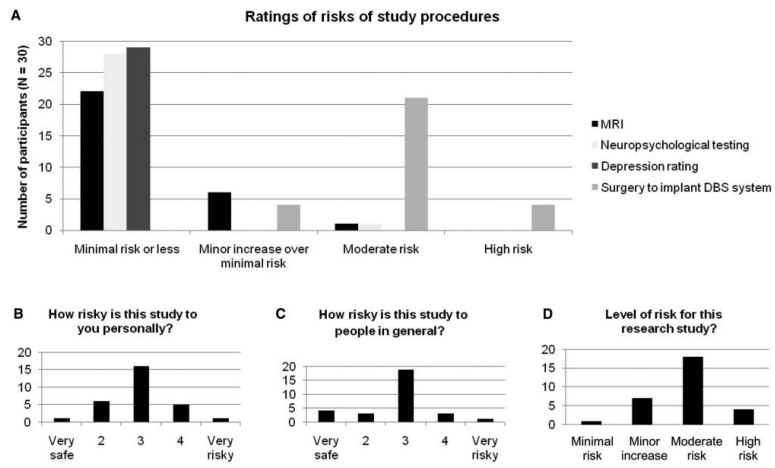 A
Ratings of risks of study procedures
Number of participants (N = 30)
30
25
20
15
10
5
0
Minimal risk or less
Minor increase over
minimal risk
Moderate risk
High risk
MRI
Neuropsychological testing
Depression rating
Surgery to implant DBS system
B
How risky is this study to
you personally?
20
15
10
5
0
Very
safe
2
3
4
Very
risky
C
How risky is this study to
people in general?
20
15
10
5
0
Very
safe
2
3
4
Very
risky
D
Level of risk for this
research study?
20
15
10
5
0
Minimal
risk
Minor
increase
Moderate
risk
High
risk